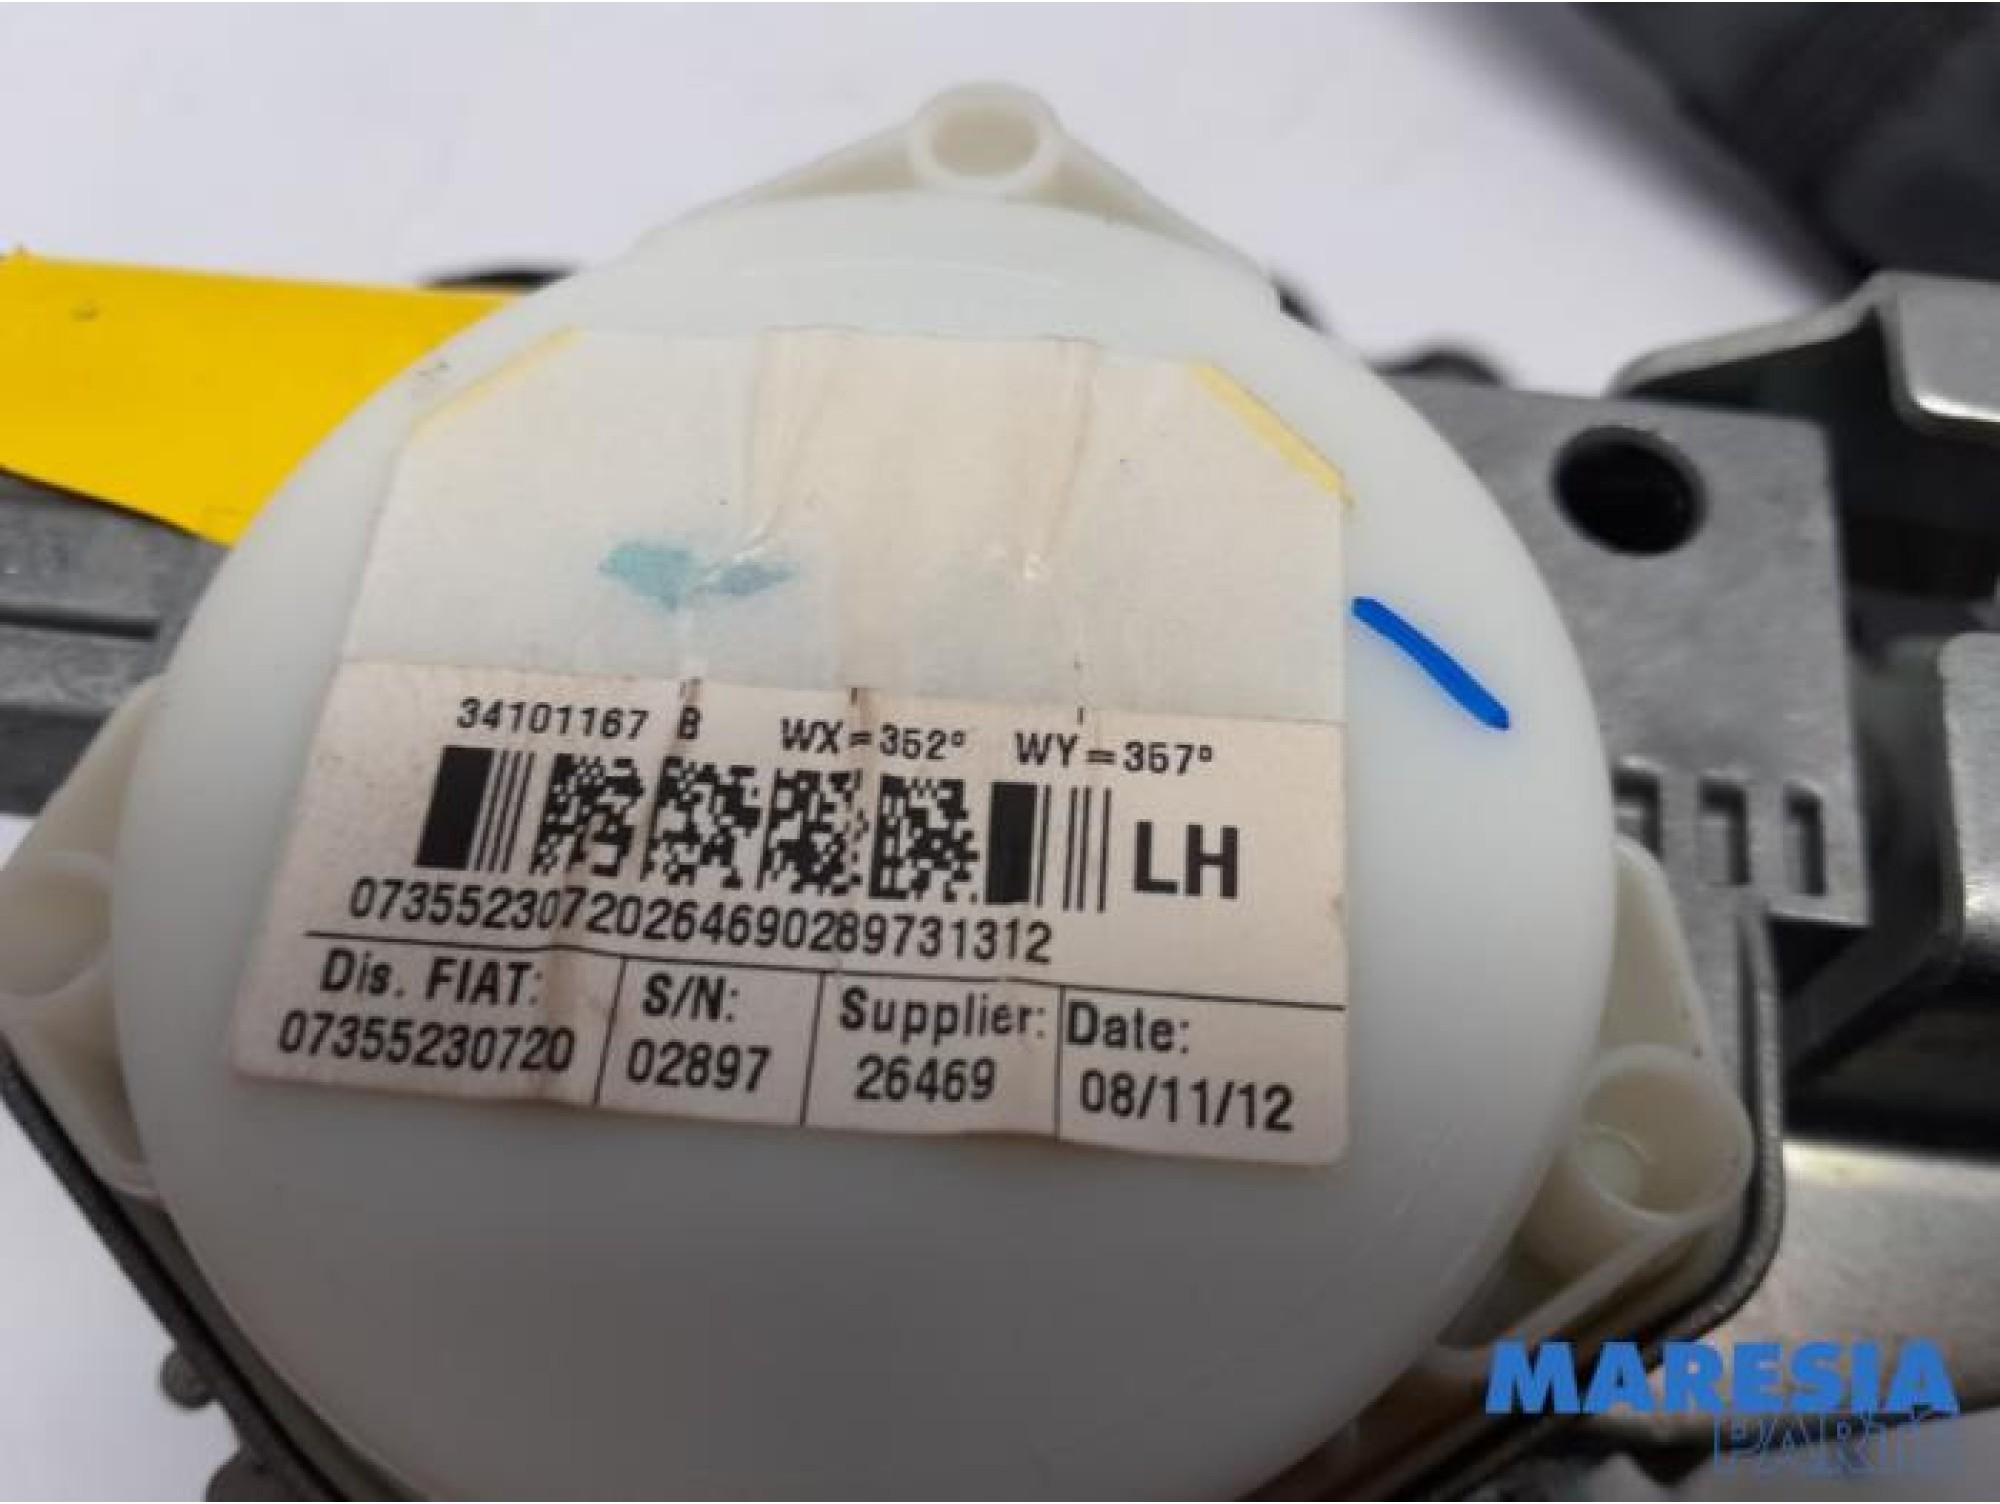 34101167 B WX=352° WY=357°
LH
07355230720264690289731312
Dis. FIAT: S/N: Supplier: Date:
07355230720 02897 26469 08/11/12
MARESIA
PARTS